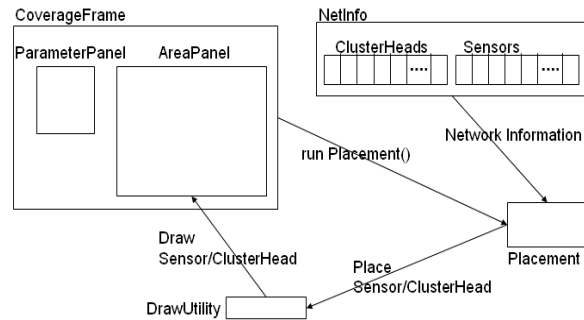 CoverageFrame
NetInfo
ParameterPanel
AreaPanel
ClusterHeads
Sensors
....
....
Network Information
run Placement()
Draw
Sensor/ClusterHead
Place
Sensor/ClusterHead
Placement
DrawUtility